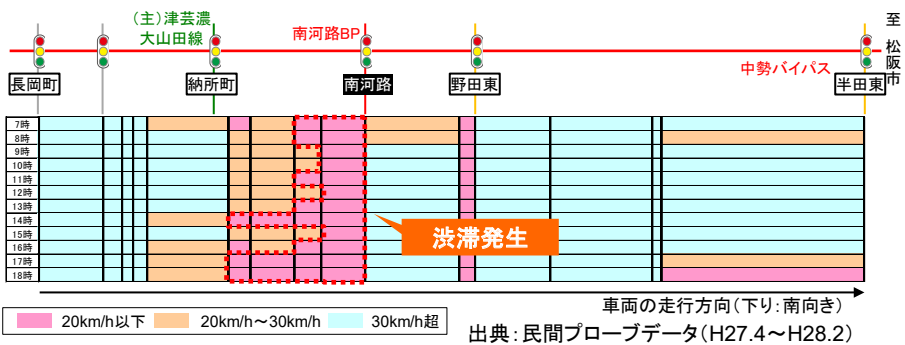 (主)津芸濃
大山田線
南河路BP
至 松阪市
中勢バイパス
長岡町
納所町
南河路
野田東
半田東
7時
8時
9時
10時
11時
12時
13時
14時
15時
16時
17時
18時
渋滞発生
車両の走行方向(下り:南向き)
20km/h以下 20km/h~30km/h 30km/h超
出典:民間プローブデータ(H27.4~H28.2)